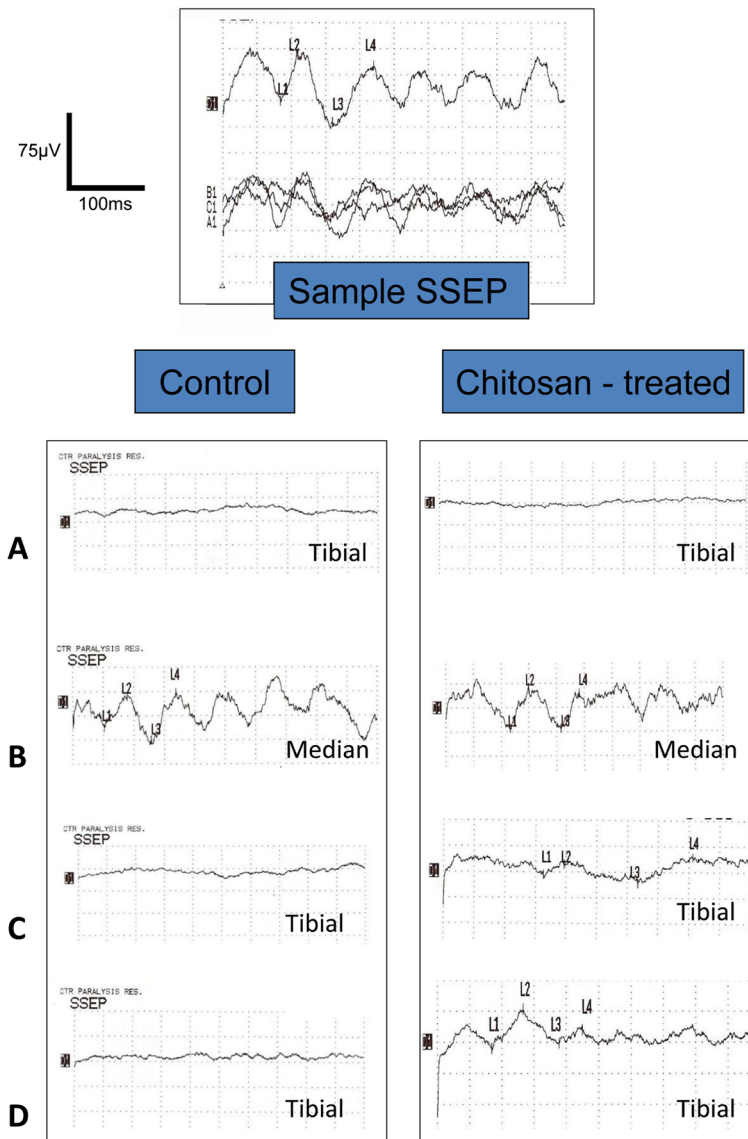 L2
L4
L1
L3
75µV
100ms
B1
C1
A1
Sample SSEP
Control
Chitosan - treated
CTR PARALYSIS RES.
SSEP
A
Tibial
Tibial
CTR PARALYSIS RES.
SSEP
L2
L4
L1
L3
B
Median
L2
L4
L1
L3
Median
CTR PARALYSIS RES.
SSEP
C
Tibial
L1
L2
L4
L3
Tibial
CTR PARALYSIS RES.
SSEP
D
Tibial
L2
L1
L3
L4
Tibial